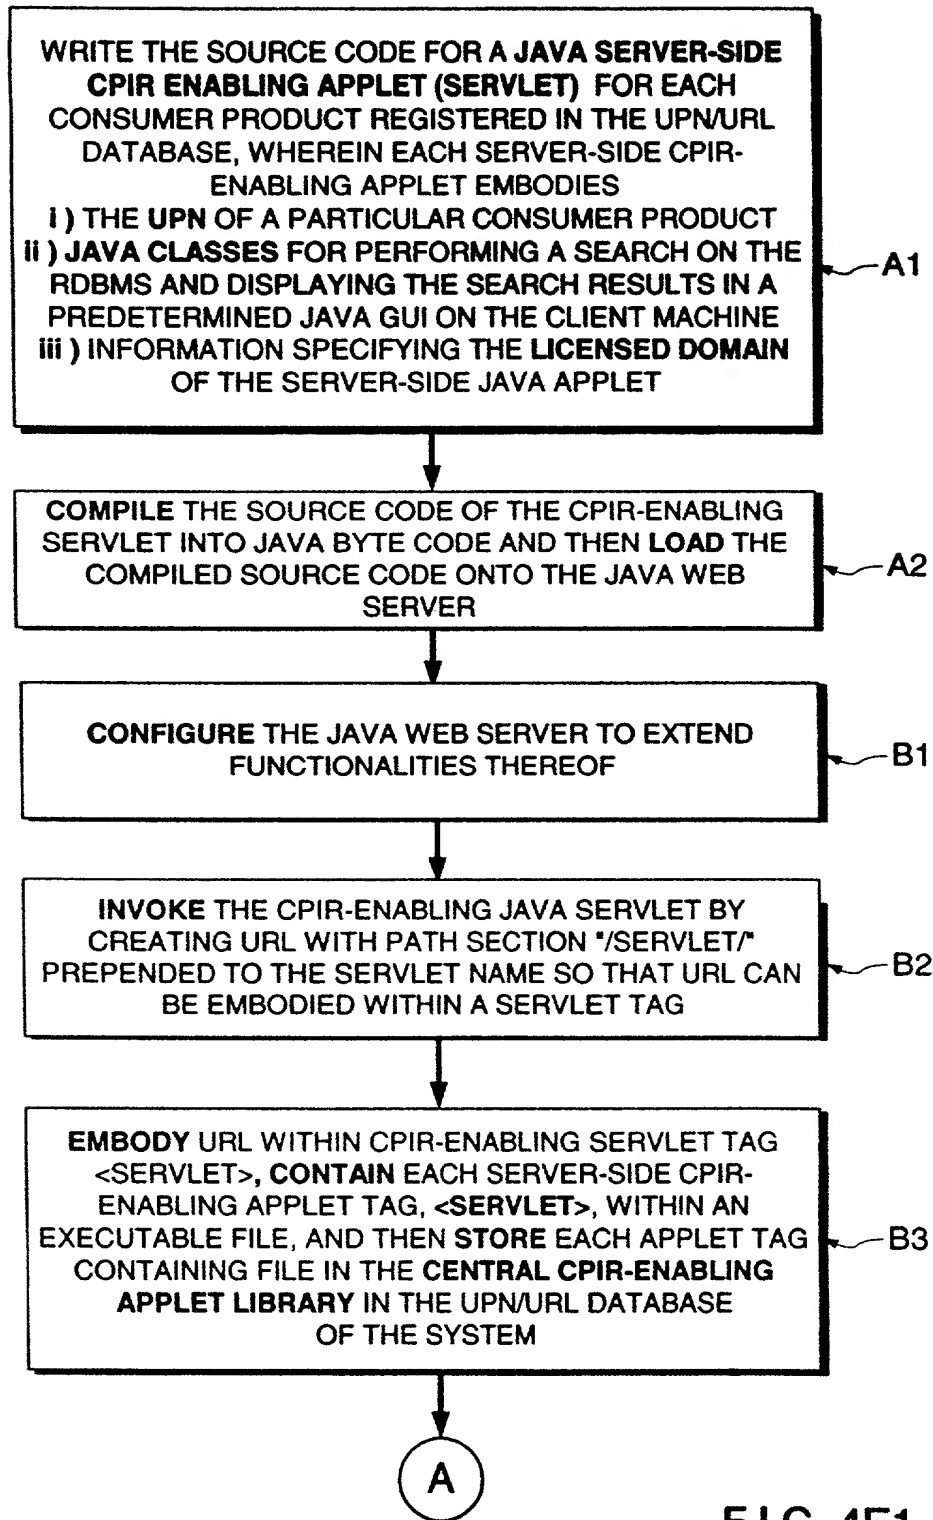 WRITE THE SOURCE CODE FOR A JAVA SERVER-SIDE
CPIR ENABLING APPLET (SERVLET) FOR EACH
CONSUMER PRODUCT REGISTERED IN THE UPN/URL
DATABASE, WHEREIN EACH SERVER-SIDE CPIR-
ENABLING APPLET EMBODIES
i ) THE UPN OF A PARTICULAR CONSUMER PRODUCT
ii ) JAVA CLASSES FOR PERFORMING A SEARCH ON THE
RDBMS AND DISPLAYING THE SEARCH RESULTS IN A
PREDETERMINED JAVA GUI ON THE CLIENT MACHINE
iii ) INFORMATION SPECIFYING THE LICENSED DOMAIN
OF THE SERVER-SIDE JAVA APPLET
A1
COMPILE THE SOURCE CODE OF THE CPIR-ENABLING
SERVLET INTO JAVA BYTE CODE AND THEN LOAD THE
COMPILED SOURCE CODE ONTO THE JAVA WEB
SERVER
A2
CONFIGURE THE JAVA WEB SERVER TO EXTEND
FUNCTIONALITIES THEREOF
B1
INVOKE THE CPIR-ENABLING JAVA SERVLET BY
CREATING URL WITH PATH SECTION "/SERVLET/"
PREPENDED TO THE SERVLET NAME SO THAT URL CAN
BE EMBODIED WITHIN A SERVLET TAG
B2
EMBODY URL WITHIN CPIR-ENABLING SERVLET TAG
<SERVLET>, CONTAIN EACH SERVER-SIDE CPIR-
ENABLING APPLET TAG, <SERVLET>, WITHIN AN
EXECUTABLE FILE, AND THEN STORE EACH APPLET TAG
CONTAINING FILE IN THE CENTRAL CPIR-ENABLING
APPLET LIBRARY IN THE UPN/URL DATABASE
OF THE SYSTEM
B3
A
FIG. 4E1